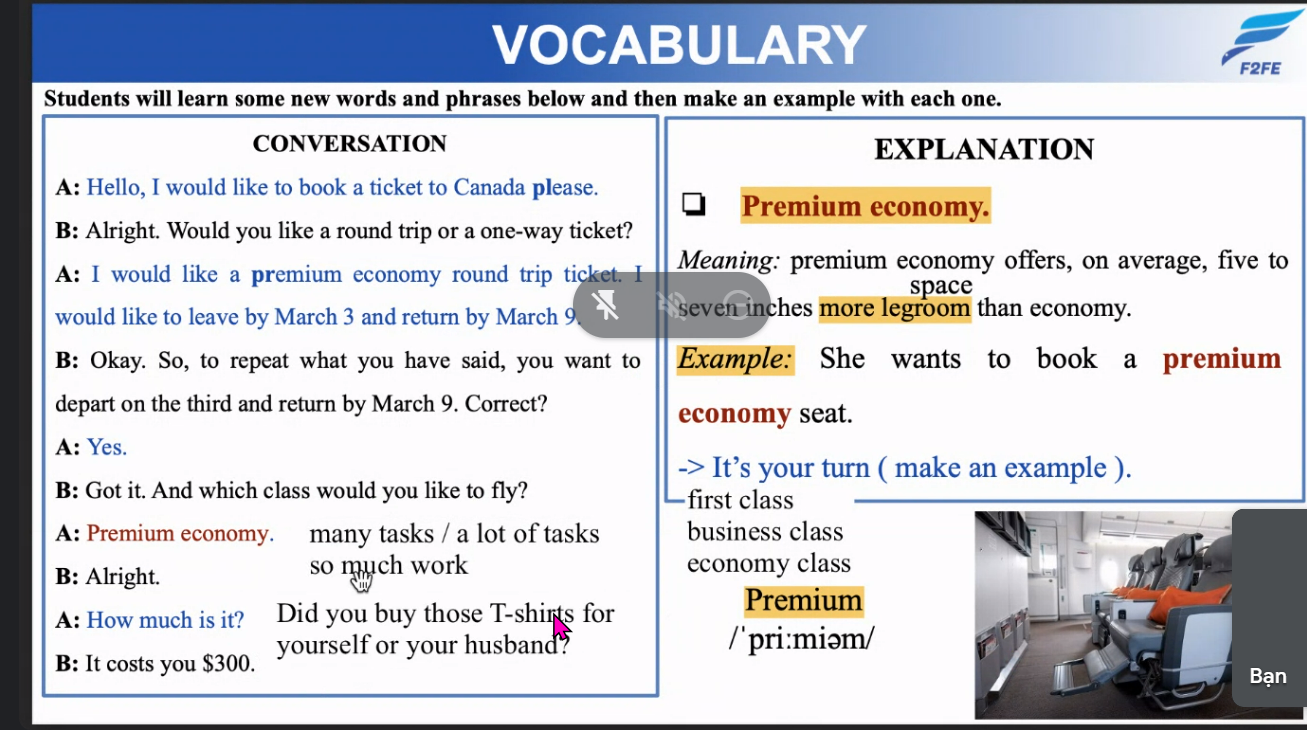 VOCABULARY
F2FE
Students will learn some new words and phrases below and then make an example with each one.
CONVERSATION
A: Hello, I would like to book a ticket to Canada please.
B: Alright. Would you like a round trip or a one-way ticket?
A: I would like a premium economy round trip ticket. I
would like to leave by March 3 and return by March 9.
B: Okay. So, to repeat what you have said, you want to
depart on the third and return by March 9. Correct?
A: Yes.
B: Got it. And which class would you like to fly?
A: Premium economy.
many tasks / a lot of tasks
so much work
B: Alright.
A: How much is it?
Did you buy those T-shirts for
yourself or your husband?
B: It costs you $300.
EXPLANATION
❏ Premium economy.
Meaning: premium economy offers, on average, five to
space
seven inches more legroom than economy.
Example: She wants to book a premium
economy seat.
-> It's your turn ( make an example ).
first class
business class
economy class
Premium
/ˈpriːmiəm/
Bạn